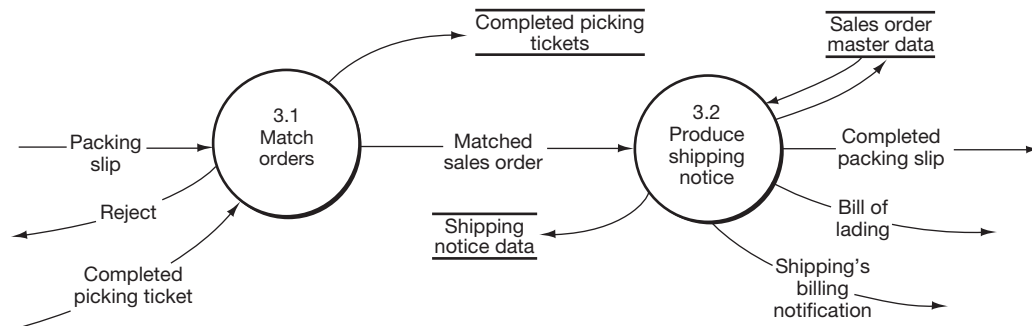 Completed picking
tickets
Sales order
master data
3.1
Match
orders
3.2
Produce
shipping
notice
Packing
slip
Matched
sales order
Completed
packing slip
Reject
Shipping
notice data
Bill of
lading
Completed
picking ticket
Shipping’s
billing
notification